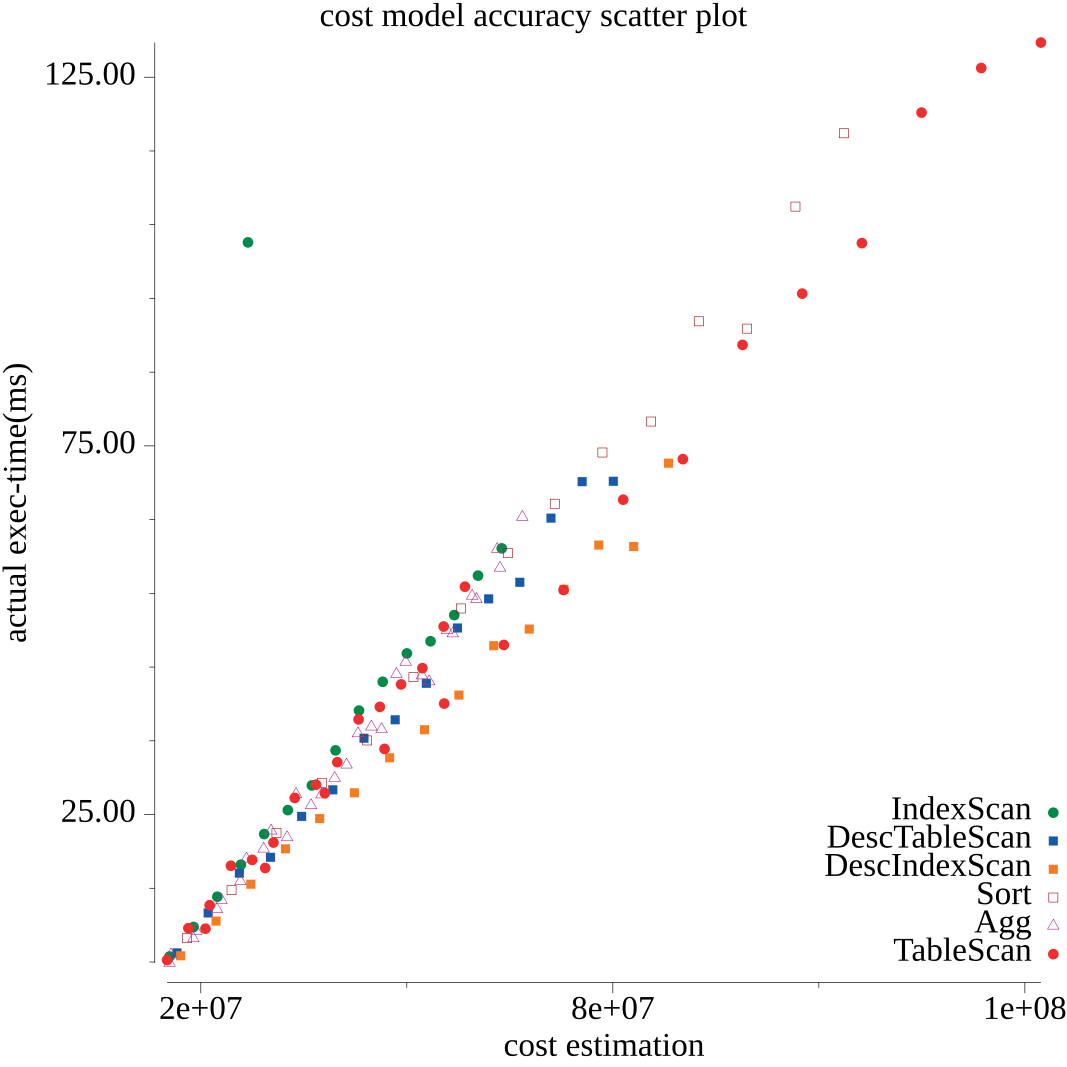 cost model accuracy scatter plot
125.00
75.00
25.00
actual exec-time(ms)
IndexScan
DescTableScan
DescIndexScan
Sort
Agg
TableScan
2e+07
8e+07
1e+08
cost estimation